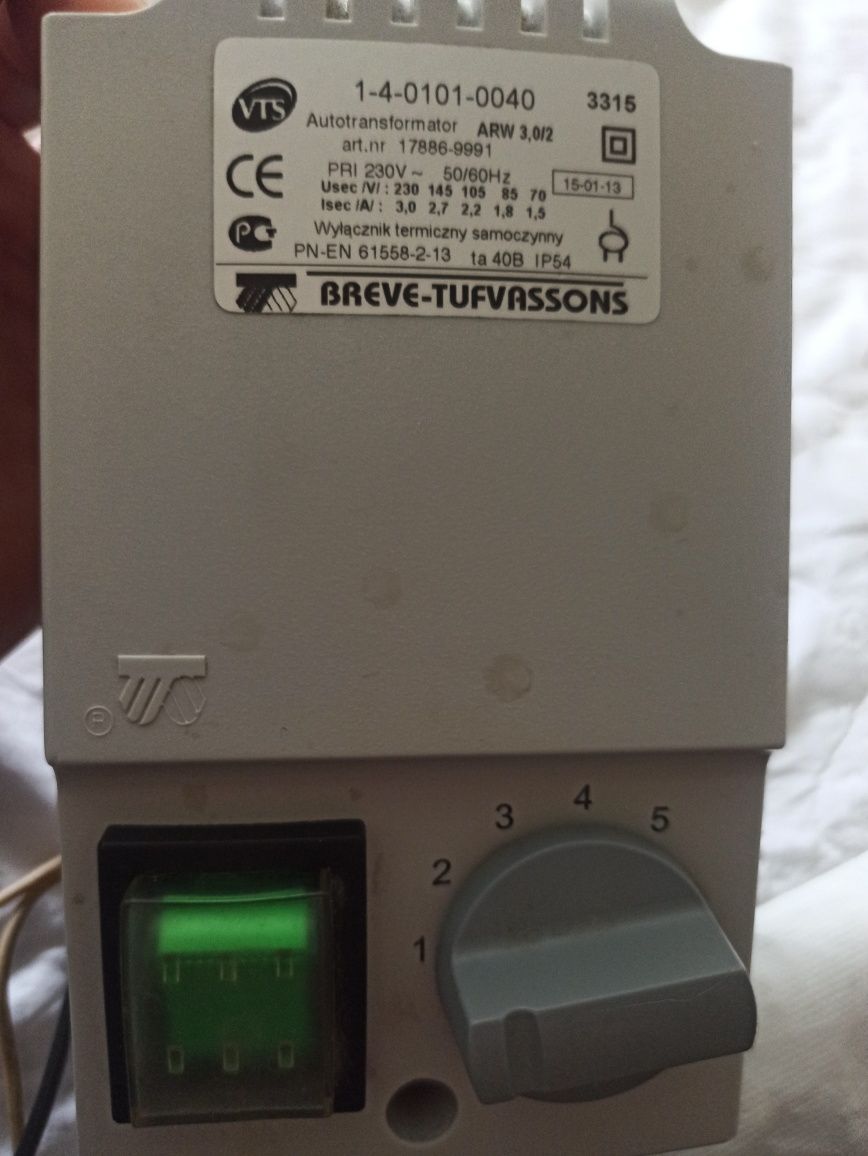 VTS 1-4-0101-0040 3315
Autotransformator ARW 3,0/2
art.nr 17886-9991
CE PRI 230V~ 50/60Hz
Usec /V/ : 230 145 105 85 70 15-01-13
Isec /A/ : 3,0 2,7 2,2 1,8 1,5
Wyłącznik termiczny samoczynny
PN-EN 61558-2-13 ta 40B IP54
BREVE-TUFVASSONS
®
1
2
3
4
5